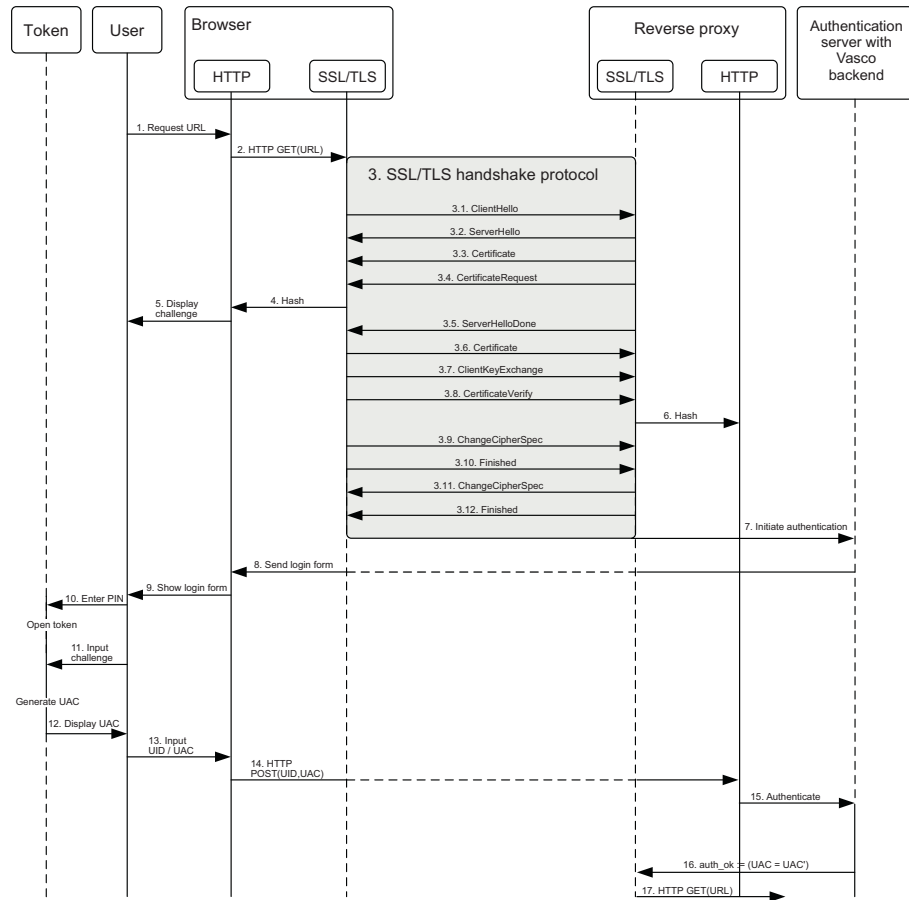 Token
User
Browser
HTTP
SSL/TLS
Reverse proxy
SSL/TLS
HTTP
Authentication
server with
Vasco
backend
1. Request URL
2. HTTP GET(URL)
3. SSL/TLS handshake protocol
3.1. ClientHello
3.2. ServerHello
3.3. Certificate
3.4. CertificateRequest
4. Hash
5. Display
challenge
3.5. ServerHelloDone
3.6. Certificate
3.7. ClientKeyExchange
3.8. CertificateVerify
6. Hash
3.9. ChangeCipherSpec
3.10. Finished
3.11. ChangeCipherSpec
3.12. Finished
7. Initiate authentication
8. Send login form
9. Show login form
10. Enter PIN
Open token
11. Input
challenge
Generate UAC
12. Display UAC
13. Input
UID / UAC
14. HTTP
POST(UID,UAC)
15. Authenticate
16. auth_ok := (UAC = UAC')
17. HTTP GET(URL)